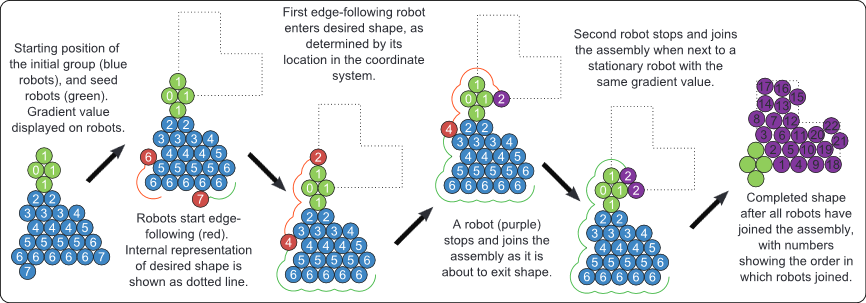 Starting position of
the initial group (blue
robots), and seed
robots (green).
Gradient value
displayed on robots.
1
0 1
1
2 2
3 3 3 4
4 4 4 4 5
5 5 5 5 5 6
6 6 6 6 6 6 7
7
1
0 1
1
2 2
3 3 3 4
4 4 4 5
6
5 5 5 5 6
6 6 6 6 6 6
7
Robots start edge-
following (red).
Internal representation
of desired shape is
shown as dotted line.
First edge-following robot
enters desired shape, as
determined by its
location in the coordinate
system.
2
1
0 1
1
2 2
3 3 3 4
4
4 4 4 5
5 5 5 5 6
6 6 6 6 6 6
1
0 1 2
1
4
2 2
3 3 3 4
4 4 4 5
5 5 5 5 6
6 6 6 6 6 6
A robot (purple)
stops and joins the
assembly as it is
about to exit shape.
Second robot stops and joins
the assembly when next to a
stationary robot with the
same gradient value.
1 2
0 1 2
1
2 2
3 3 3 4
4 4 4 5
5 5 5 5 6
6 6 6 6 6 6
17 16
15
14 13
8 7 12
22
3 6 11 20 21
2 5 10 19
1 4 9 18
Completed shape
after all robots have
joined the assembly,
with numbers
showing the order in
which robots joined.